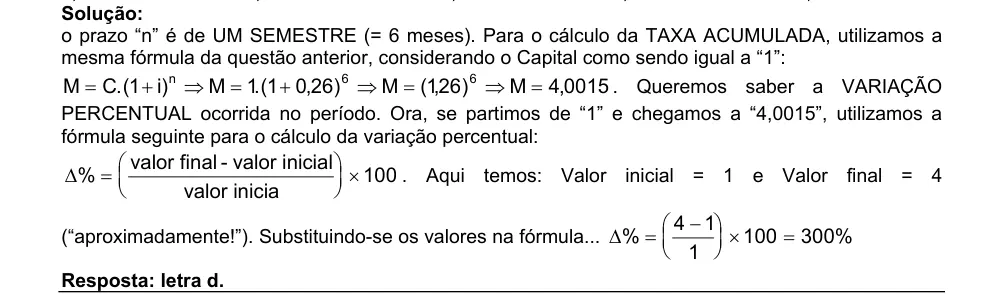 Solução:
o prazo “n” é de UM SEMESTRE (= 6 meses). Para o cálculo da TAXA ACUMULADA, utilizamos a
mesma fórmula da questão anterior, considerando o Capital como sendo igual a “1”:
M = C.(1+ i)ⁿ ⇒ M = 1.(1+ 0,26)⁶ ⇒ M = (1,26)⁶ ⇒ M = 4,0015. Queremos saber a VARIAÇÃO
PERCENTUAL ocorrida no período. Ora, se partimos de “1” e chegamos a “4,0015”, utilizamos a
fórmula seguinte para o cálculo da variação percentual:
Δ% = (valor final - valor inicial / valor inicia) × 100 . Aqui temos: Valor inicial = 1 e Valor final = 4
(“aproximadamente!”). Substituindo-se os valores na fórmula... Δ% = (4 − 1 / 1) × 100 = 300%
Resposta: letra d.